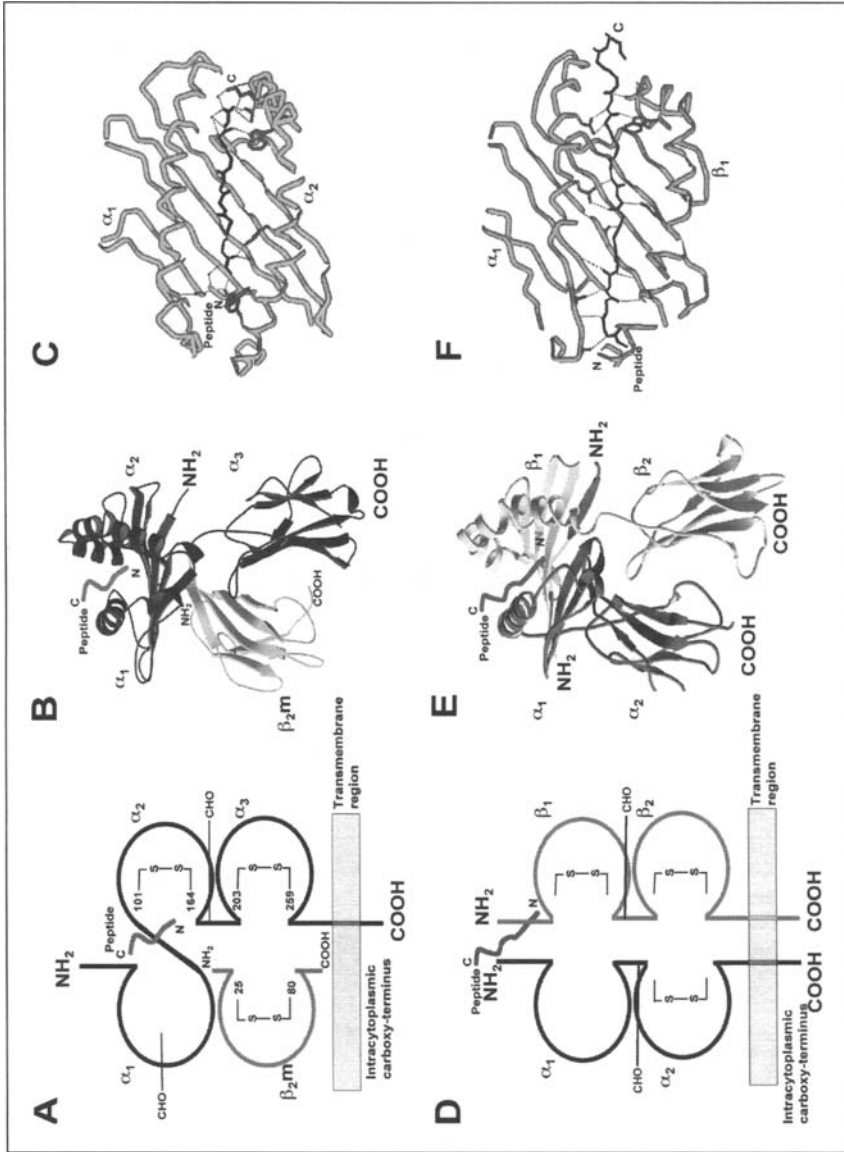 A
NH₂
α₁
CHO
Peptide
C
N
101
S
S
164
α₂
CHO
NH₂
25
S
S
80
β₂m
COOH
203
S
S
259
α₃
Transmembrane
region
Intracytoplasmic
carboxy-terminus
COOH
B
Peptide
C
N
α₁
α₂
NH₂
NH₂
α₃
β₂m
COOH
COOH
C
α₁
Peptide
N
C
α₂
D
Peptide
C
NH₂
N
NH₂
α₁
β₁
S
S
CHO
CHO
α₂
S
S
β₂
S
S
Transmembrane
region
Intracytoplasmic
carboxy-terminus
COOH
COOH
E
Peptide
C
N
α₁
β₁
NH₂
NH₂
α₂
β₂
COOH
COOH
F
α₁
N
Peptide
C
β₁